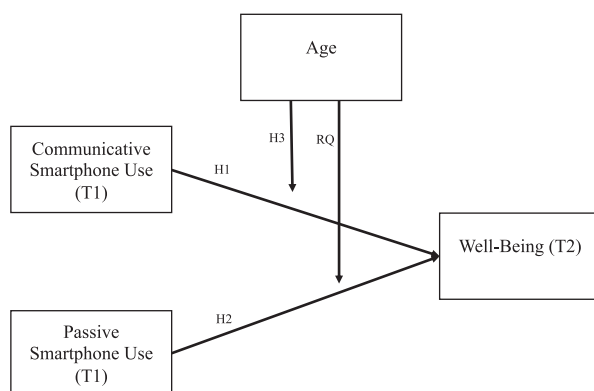 Age
H3
RQ
Communicative
Smartphone Use
(T1)
H1
Well-Being (T2)
Passive
Smartphone Use
(T1)
H2